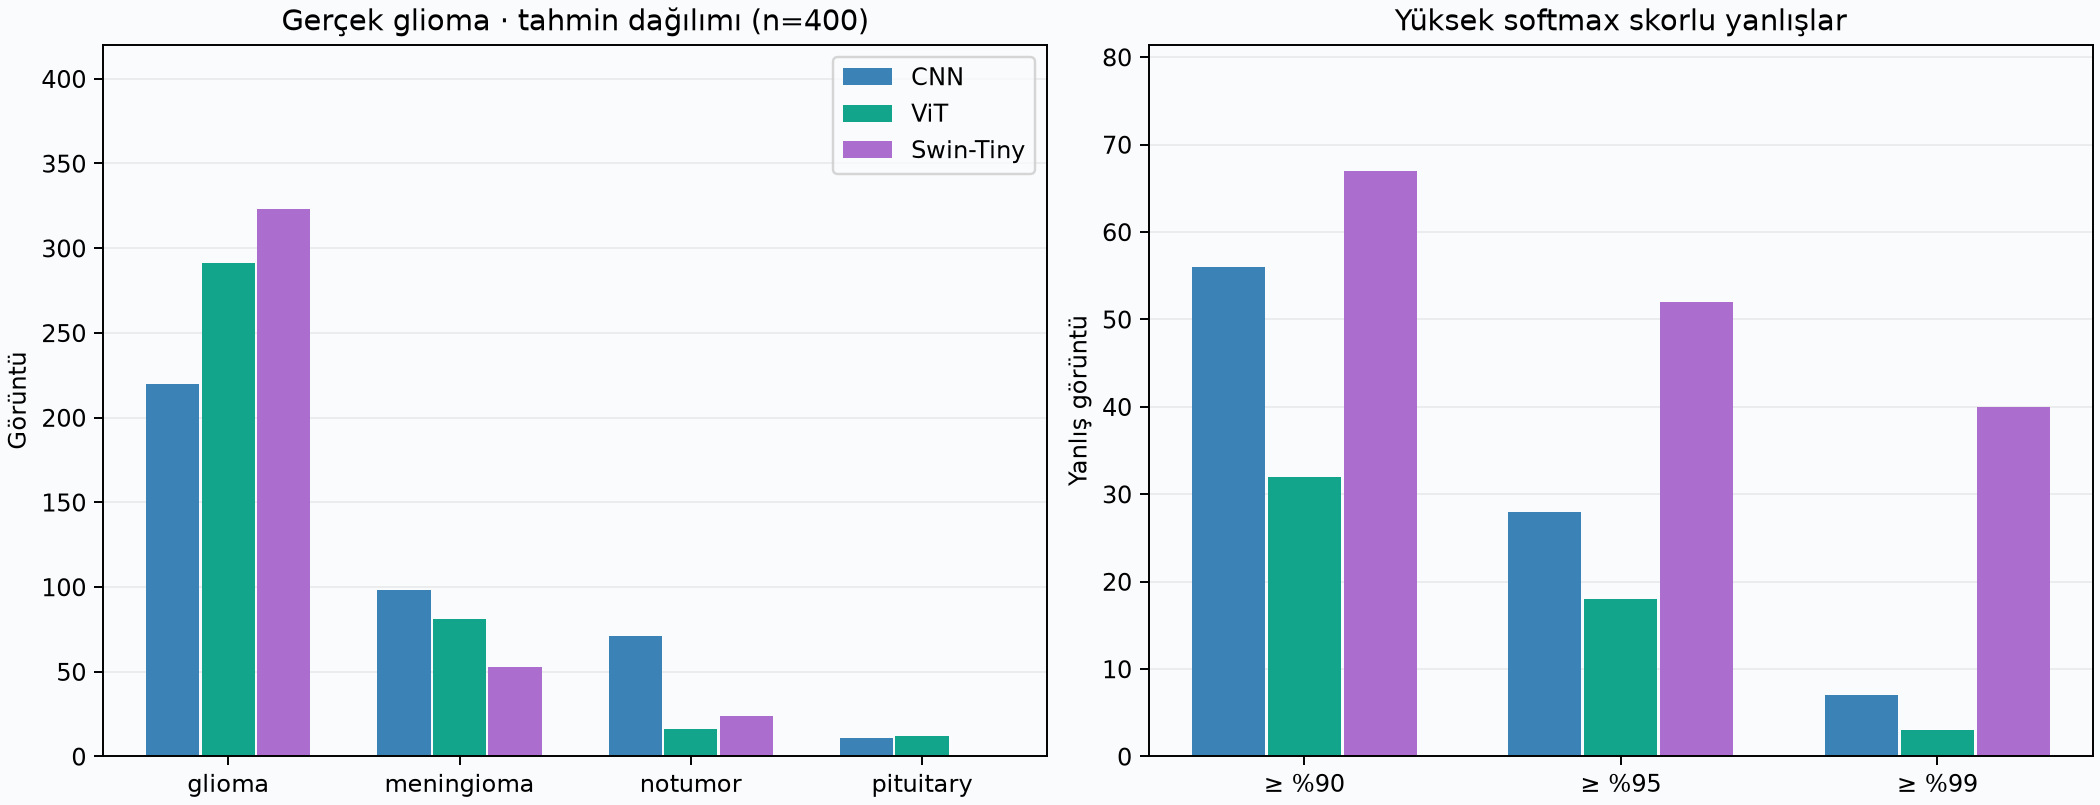 Gerçek glioma · tahmin dağılımı (n=400)
Görüntü
400
350
300
250
200
150
100
50
0
CNN
ViT
Swin-Tiny
glioma
meningioma
notumor
pituitary
Yüksek softmax skorlu yanlışlar
Yanlış görüntü
80
70
60
50
40
30
20
10
0
≥ %90
≥ %95
≥ %99